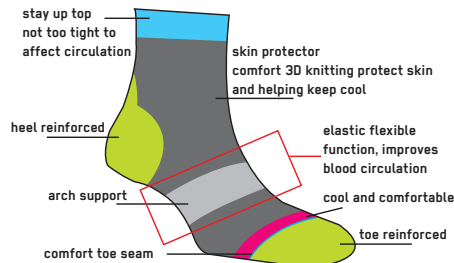 stay up top
not too tight to
affect circulation
skin protector
comfort 3D knitting protect skin
and helping keep cool
heel reinforced
elastic flexible
function, improves
blood circulation
arch support
cool and comfortable
toe reinforced
comfort toe seam